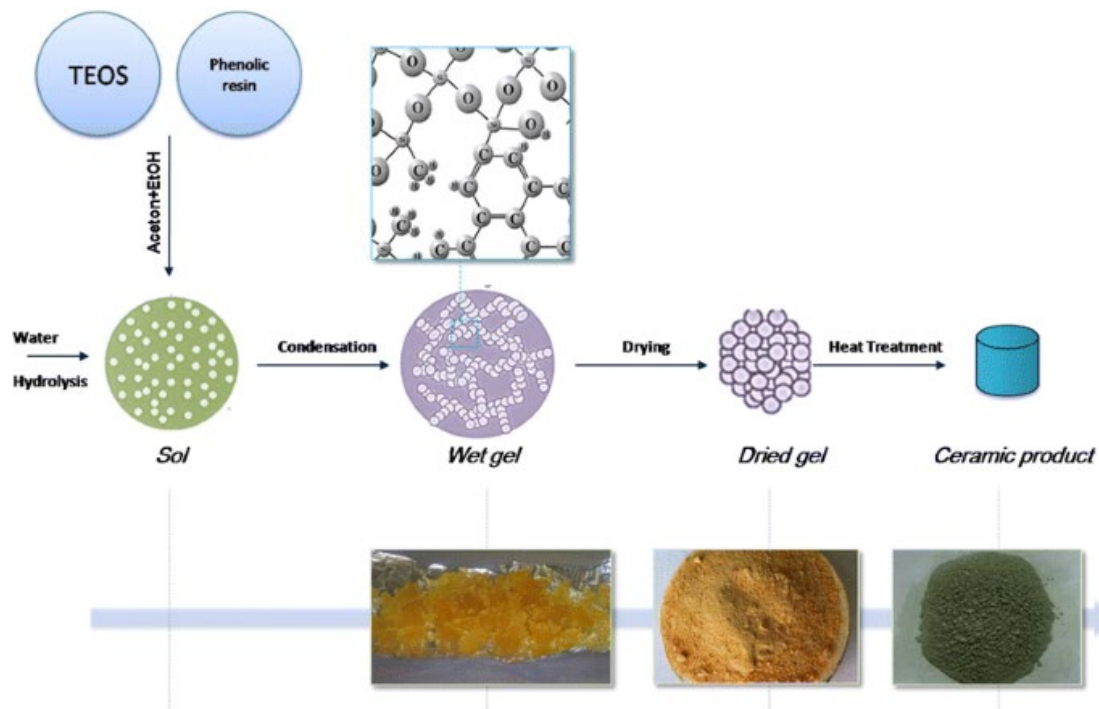 TEOS
Phenolic
resin
Aceton+EtOH
Water
Hydrolysis
Condensation
Drying
Heat Treatment
Sol
Wet gel
Dried gel
Ceramic product
O
O
O
O
O
O
O
O
C
C
C
C
C
C
C
C
C
C
C
C
C
C